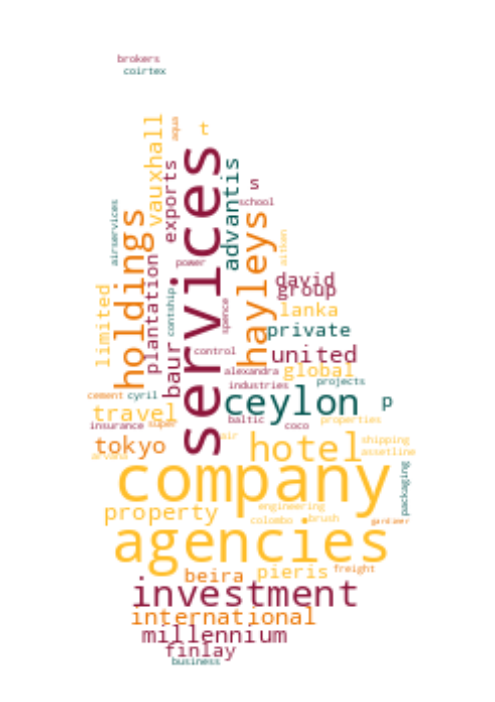 brokers
coirtex
vauxhall
aqua
t
services
exports
advantis
s
school
airservices
holdings
hayleys
aitken
plantation
power
david
group
limited
contship
spence
lanka
private
baur
control
united
alexandra
global
industries
projects
cement
cyril
ceylon
p
travel
insurance
super
baltic
coco
properties
tokyo
air
hotel
shipping
assetline
company
packaging
property
engineering
colombo
brush
gardiner
agencies
beira
pieris
freight
investment
international
millennium
finlay
business